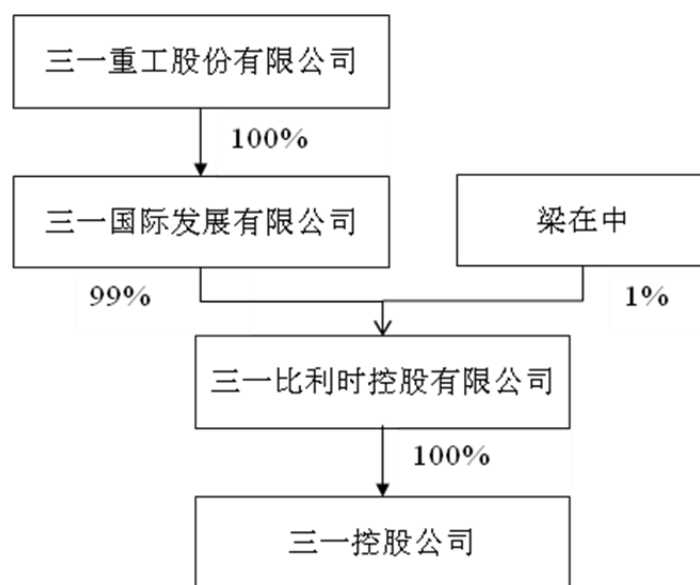 三一重工股份有限公司
100%
三一国际发展有限公司
梁在中
99%
1%
三一比利时控股有限公司
100%
三一控股公司